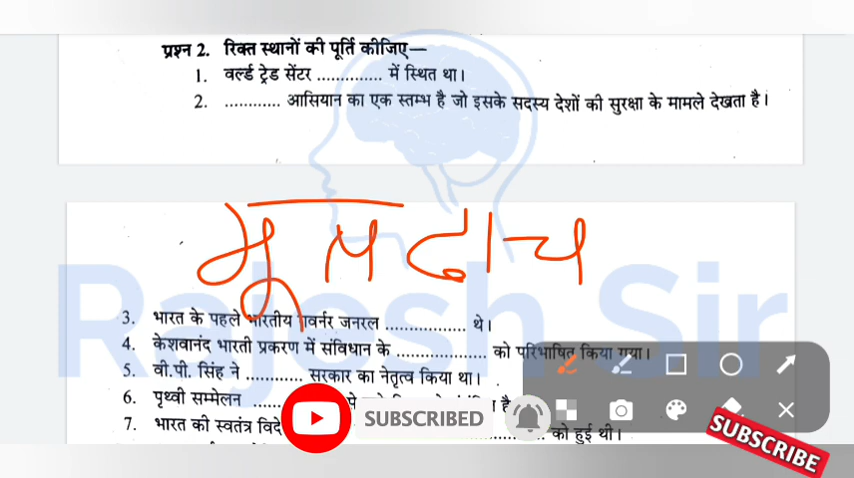 प्रश्न 2. रिक्त स्थानों की पूर्ति कीजिए—
1. वर्ल्ड ट्रेड सेंटर .............. में स्थित था।
2. ............ आसियान का एक स्तम्भ है जो इसके सदस्य देशों की सुरक्षा के मामले देखता है।
Rajesh Sir
3. भारत के पहले भारतीय गवर्नर जनरल ................. थे।
4. केशवानंद भारती प्रकरण में संविधान के ................... को परिभाषित किया गया।
5. वी.पी. सिंह ने ............ सरकार का नेतृत्व किया था।
6. पृथ्वी सम्मेलन
7. भारत की स्वतंत्र ................ को हुई थी।
SUBSCRIBED
SUBSCRIBE